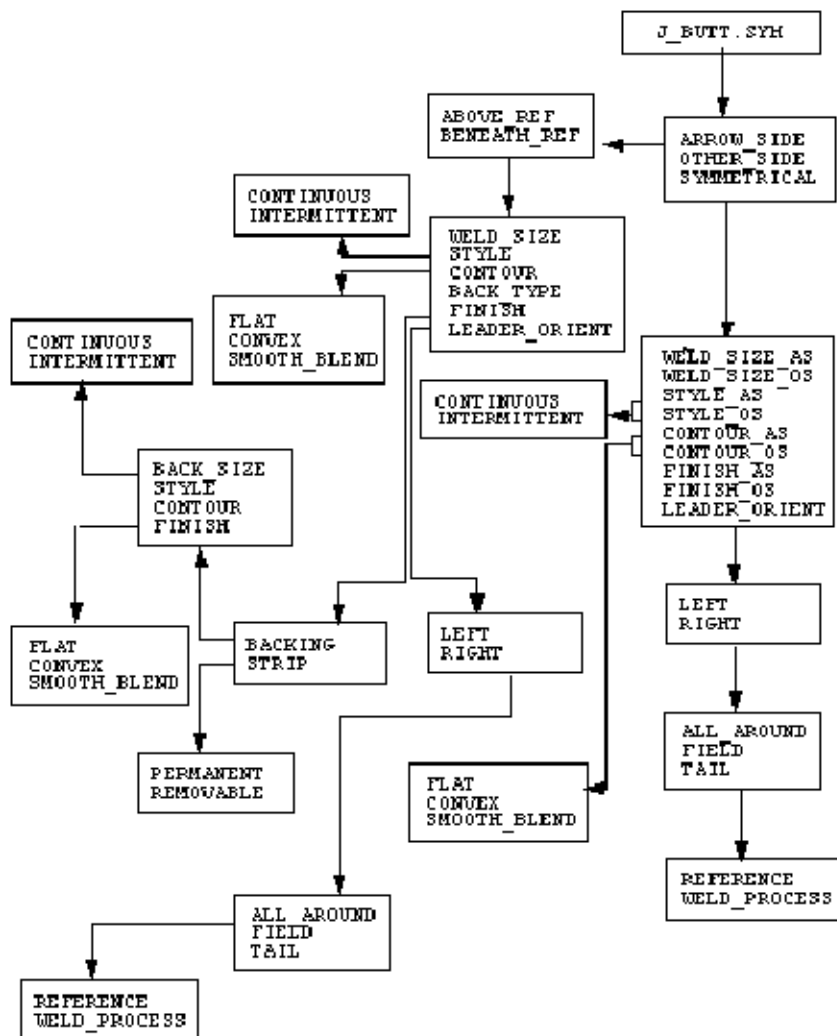 J_BUTT.SYM
ABOVE_REF
BENEATH_REF
ARROW_SIDE
OTHER_SIDE
SYMMETRICAL
CONTINUOUS
INTERMITTENT
WELD_SIZE
STYLE
CONTOUR
BACK_TYPE
FINISH
LEADER_ORIENT
FLAT
CONVEX
SMOOTH_BLEND
CONTINUOUS
INTERMITTENT
WELD_SIZE_AS
WELD_SIZE_OS
STYLE_AS
STYLE_OS
CONTOUR_AS
CONTOUR_OS
FINISH_AS
FINISH_OS
LEADER_ORIENT
CONTINUOUS
INTERMITTENT
BACK_SIZE
STYLE
CONTOUR
FINISH
LEFT
RIGHT
FLAT
CONVEX
SMOOTH_BLEND
BACKING
STRIP
LEFT
RIGHT
ALL_AROUND
FIELD
TAIL
PERMANENT
REMOVABLE
FLAT
CONVEX
SMOOTH_BLEND
REFERENCE
WELD_PROCESS
ALL_AROUND
FIELD
TAIL
REFERENCE
WELD_PROCESS